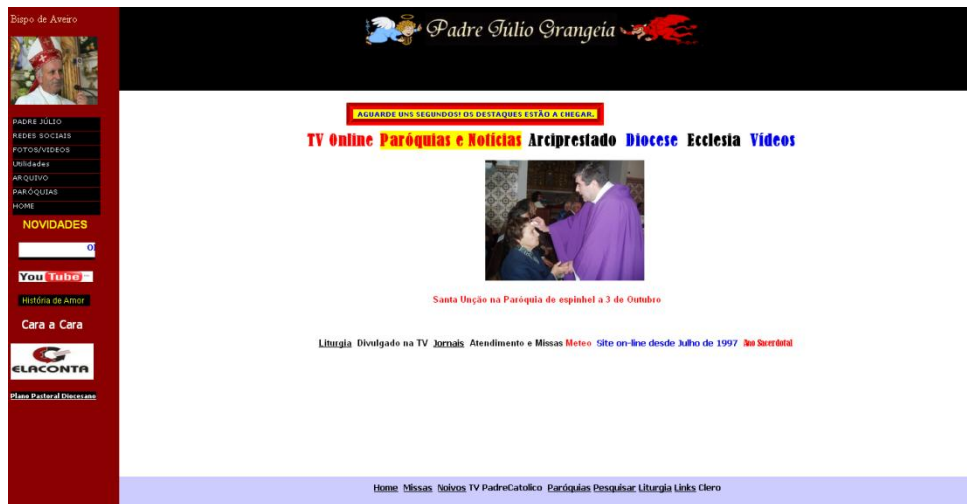 Bispo de Aveiro
Padre Júlio Grangeia
PADRE JÚLIO
REDES SOCIAIS
FOTOS/VIDEOS
Utilidades
ARQUIVO
PARÓQUIAS
HOME
NOVIDADES
YouTube
História de Amor
Cara a Cara
ELACONTA
Plano Pastoral Diocesano
AGUARDE UNS SEGUNDOS! OS DESTAQUES ESTÃO A CHEGAR.
TV Online Paróquias e Notícias Arciprestado Diocese Ecclesia Vídeos
Santa Unção na Paróquia de espinhel a 3 de Outubro
Liturgia Divulgado na TV Jornais Atendimento e Missas Meteo Site on-line desde Julho de 1997 Ano Sacerdotal
Home Missas Noivos TV PadreCatolico Paróquias Pesquisar Liturgia Links Clero